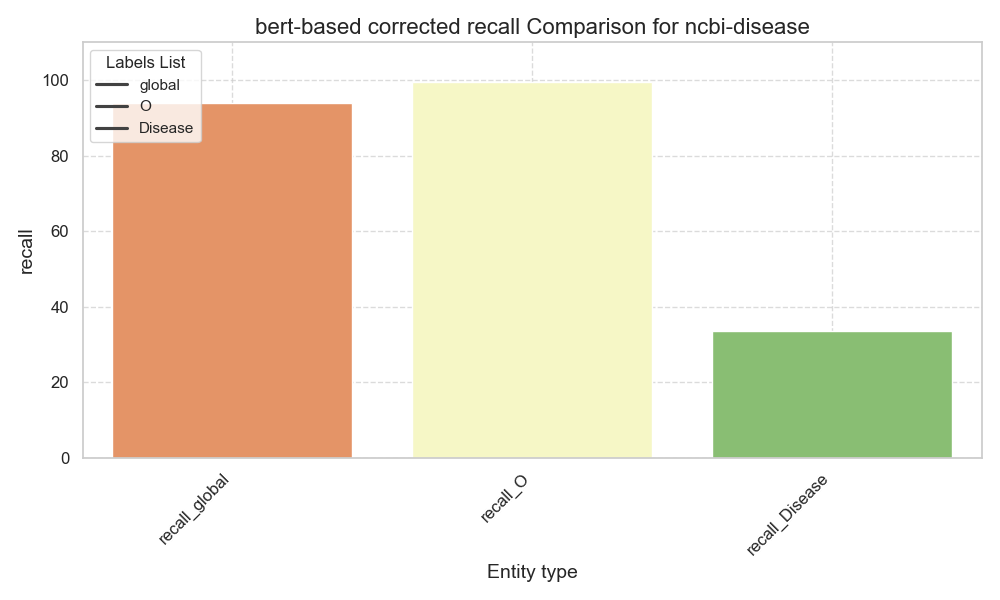 bert-based corrected recall Comparison for ncbi-disease
Labels List
global
O
Disease
100
80
60
40
20
0
recall
recall_global
recall_O
recall_Disease
Entity type